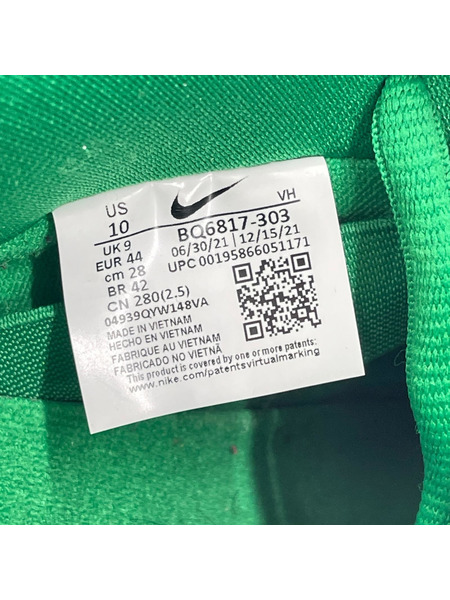 US
10
UK 9
EUR 44
cm 28
BR 42
CN 280(2.5)
04939QYW148VA
VH
BQ6817-303
06/30/21 | 12/15/21
UPC 00195866051171
MADE IN VIETNAM
HECHO EN VIETNAM
FABRIQUE AU VIETNAM
FABRICADO NO VIETNÃ
This product is covered by one or more patents:
www.nike.com/patentsvirtualmarking